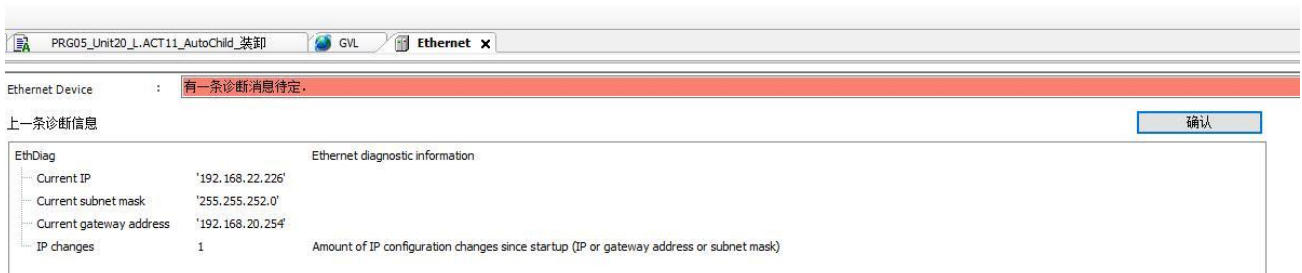 PRG05_Unit20_L.ACT11_AutoChild_装卸 GVL Ethernet x
Ethernet Device : 有一条诊断消息待定.
上一条诊断信息 确认
EthDiag Ethernet diagnostic information
Current IP '192.168.22.226'
Current subnet mask '255.255.252.0'
Current gateway address '192.168.20.254'
IP changes 1 Amount of IP configuration changes since startup (IP or gateway address or subnet mask)